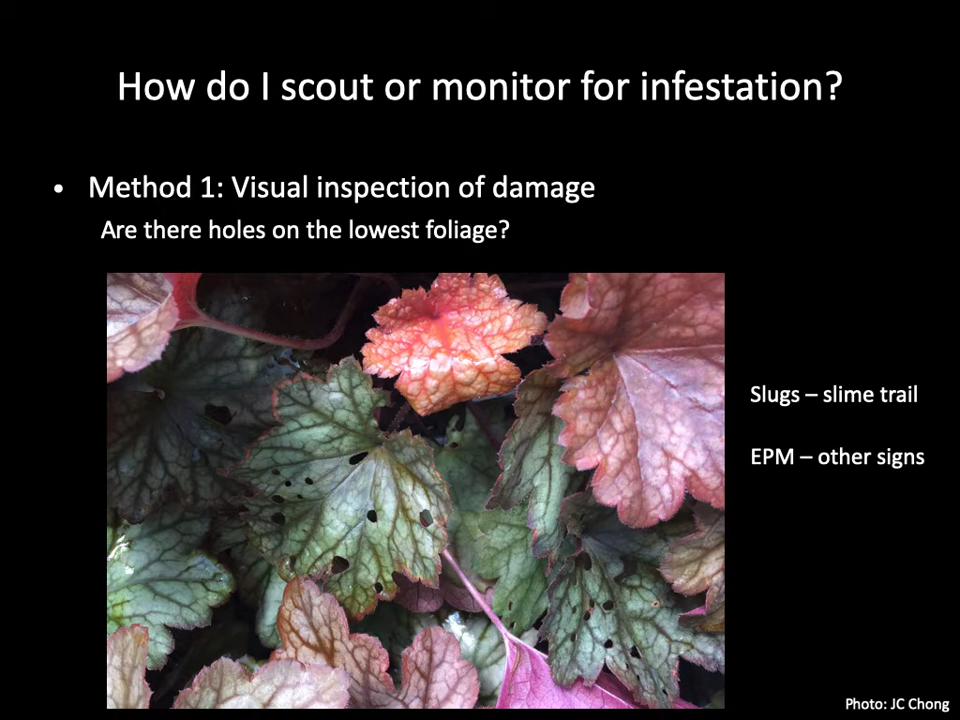 How do I scout or monitor for infestation?
• Method 1: Visual inspection of damage
Are there holes on the lowest foliage?
Slugs – slime trail
EPM – other signs
Photo: JC Chong